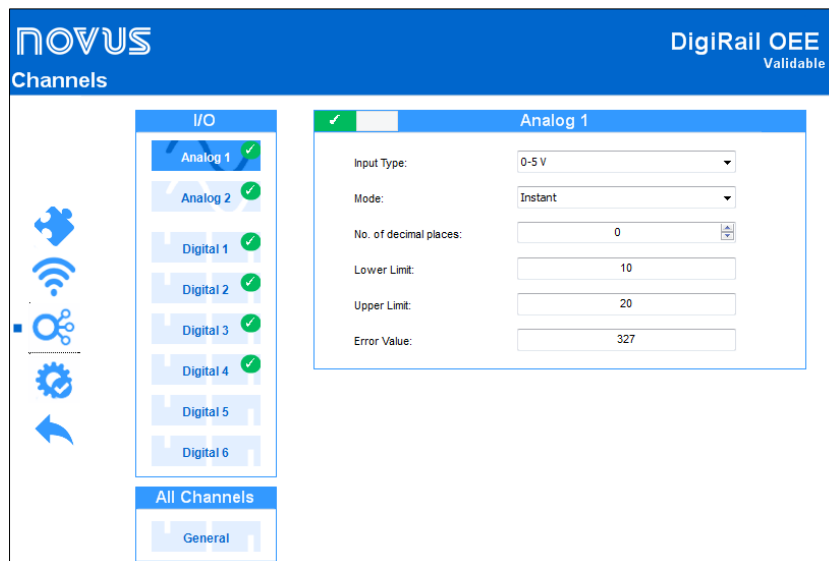 NOVUS
DigiRail OEE
Validable
Channels
I/O
Analog 1
Analog 2
Digital 1
Digital 2
Digital 3
Digital 4
Digital 5
Digital 6
All Channels
General
Analog 1
Input Type: 0-5 V
Mode: Instant
No. of decimal places: 0
Lower Limit: 10
Upper Limit: 20
Error Value: 327